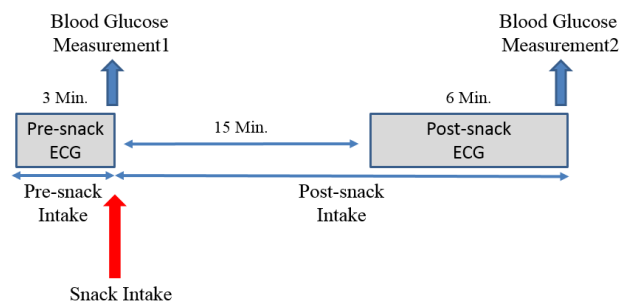 Blood Glucose
Measurement1
Blood Glucose
Measurement2
3 Min.
6 Min.
15 Min.
Pre-snack
ECG
Post-snack
ECG
Pre-snack
Intake
Post-snack
Intake
Snack Intake